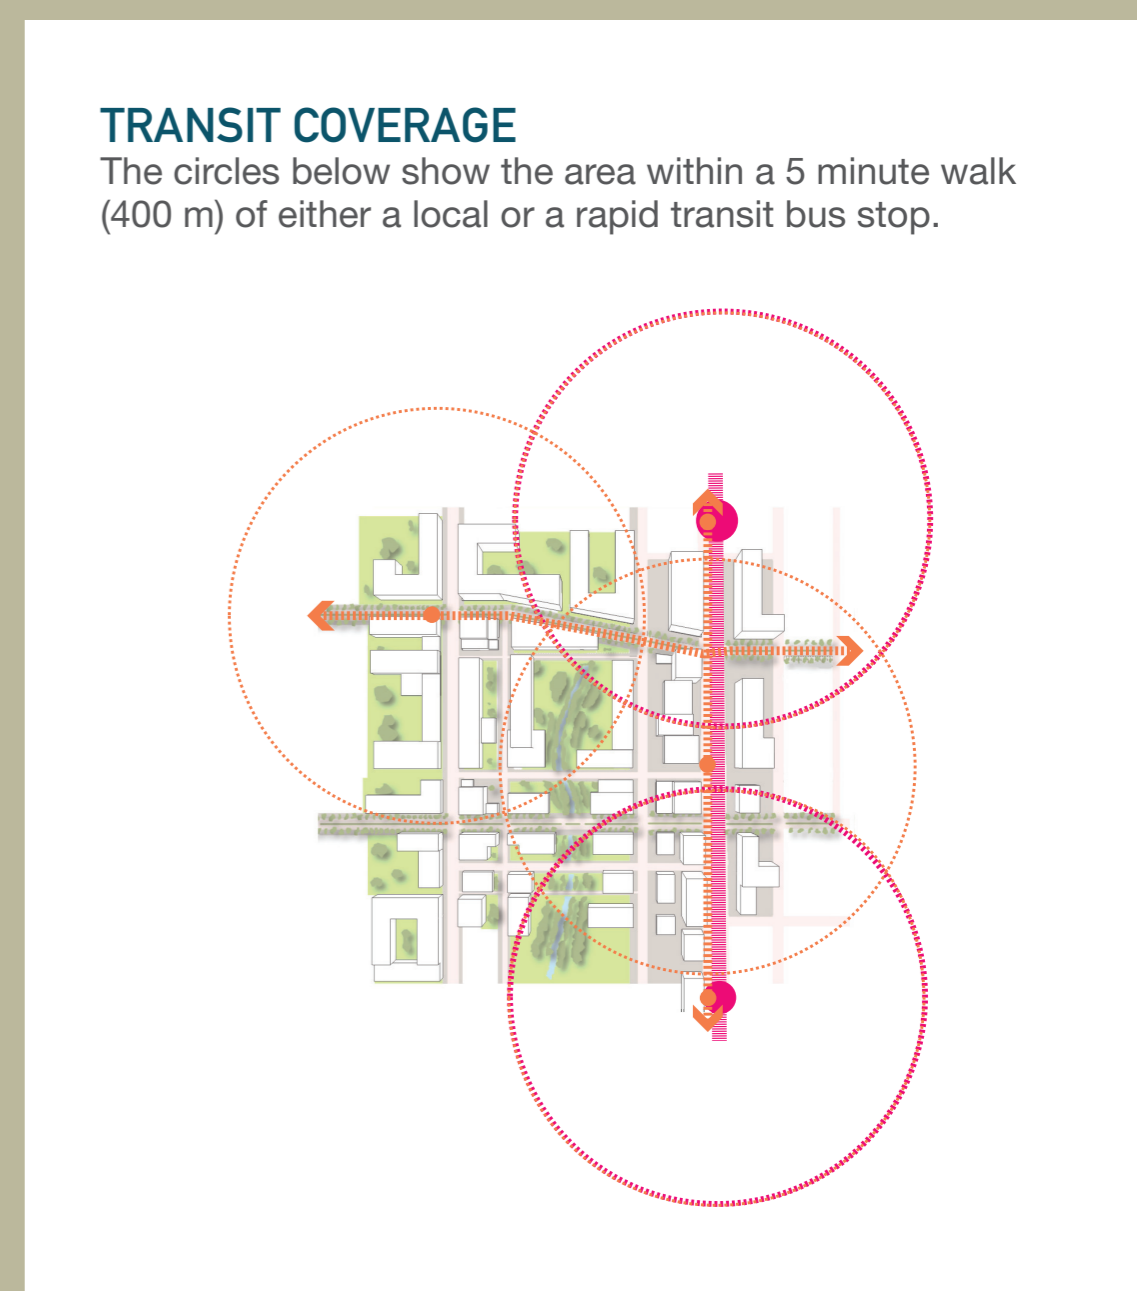 TRANSIT COVERAGE
The circles below show the area within a 5 minute walk
(400 m) of either a local or a rapid transit bus stop.